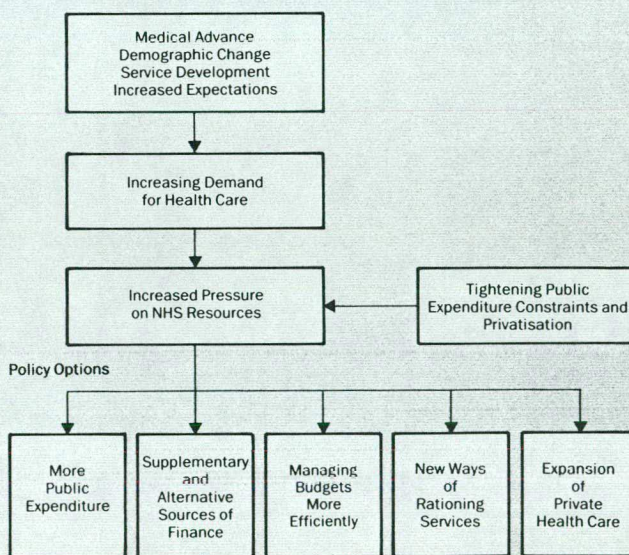 Medical Advance
Demographic Change
Service Development
Increased Expectations
Increasing Demand
for Health Care
Increased Pressure
on NHS Resources
Tightening Public
Expenditure Constraints and
Privatisation
Policy Options
More
Public
Expenditure
Supplementary
and
Alternative
Sources of
Finance
Managing
Budgets
More
Efficiently
New Ways
of
Rationing
Services
Expansion
of
Private
Health Care